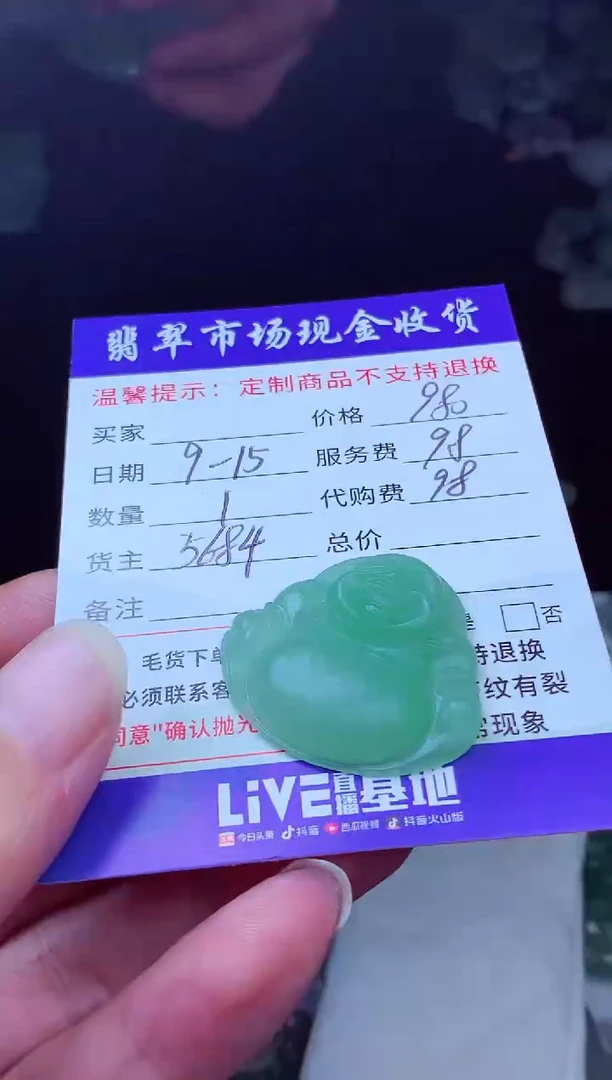 翡翠市场现金收货
温馨提示：定制商品不支持退换
买家 价格 980
日期 9-15 服务费 98
数量 1 代购费 98
货主 5684 总价
备注
否
毛货下单 持退换
必须联系客 纹有裂
同意"确认抛光 现象
LiVE直播基地
今日头条 抖音 西瓜视频 抖音火山版